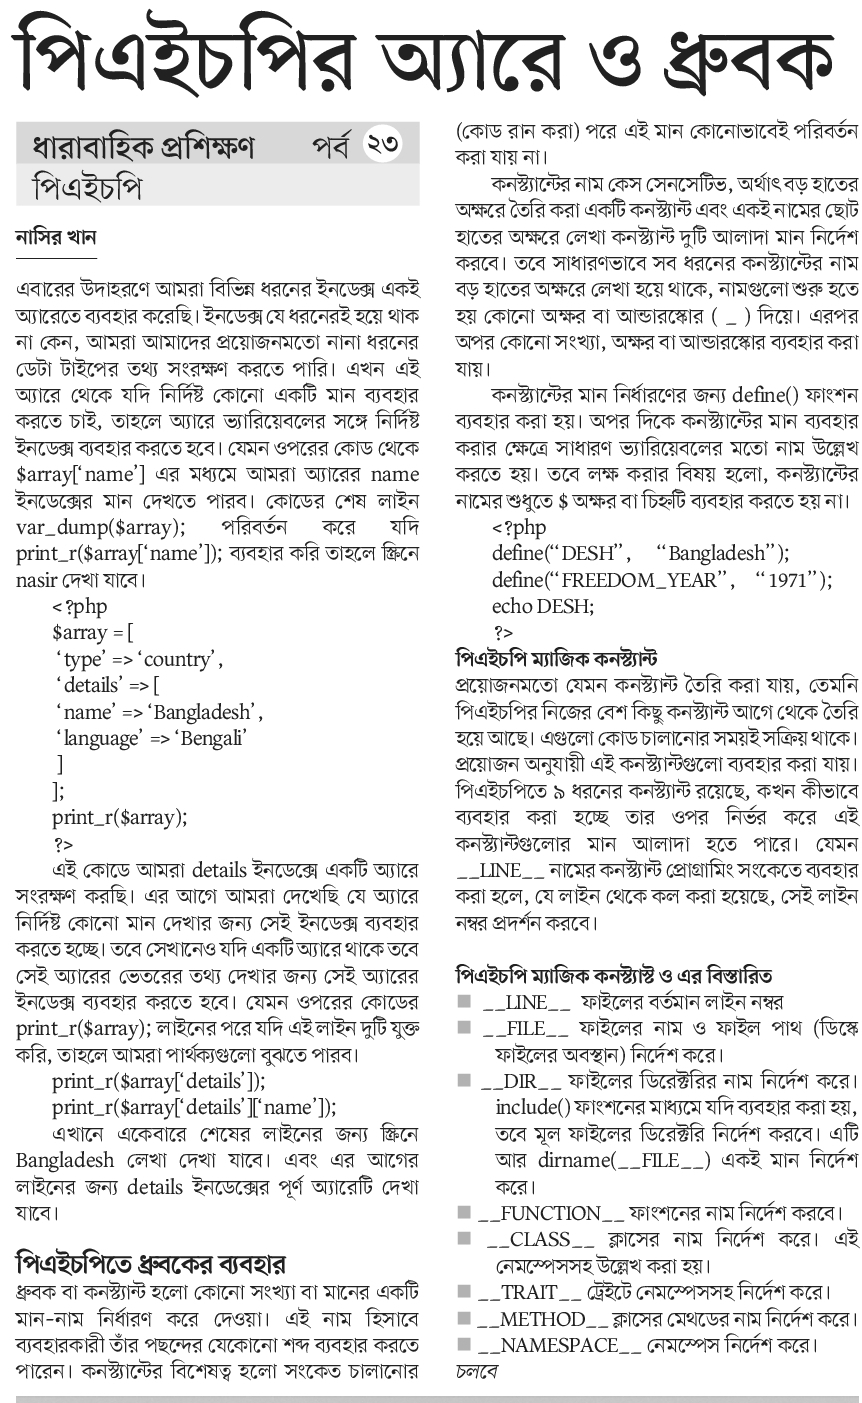 পিএইচপির অ্যারে ও ধ্রুবক
ধারাবাহিক প্রশিক্ষণ পর্ব ২৩
পিএইচপি
নাসির খান
এবারের উদাহরণে আমরা বিভিন্ন ধরনের ইনডেক্স একই
অ্যারেতে ব্যবহার করেছি। ইনডেক্স যে ধরনেরই হয়ে থাক
না কেন, আমরা আমাদের প্রয়োজনমতো নানা ধরনের
ডেটা টাইপের তথ্য সংরক্ষণ করতে পারি। এখন এই
অ্যারে থেকে যদি নির্দিষ্ট কোনো একটি মান ব্যবহার
করতে চাই, তাহলে অ্যারে ভ্যারিয়েবলের সঙ্গে নির্দিষ্ট
ইনডেক্স ব্যবহার করতে হবে। যেমন ওপরের কোড থেকে
$array[‘name’] এর মধ্যমে আমরা অ্যারের name
ইনডেক্সের মান দেখতে পারব। কোডের শেষ লাইন
var_dump($array); পরিবর্তন করে যদি
print_r($array[‘name’]); ব্যবহার করি তাহলে স্ক্রিনে
nasir দেখা যাবে।
<?php
$array = [
‘type’ => ‘country’,
‘details’ => [
‘name’ => ‘Bangladesh’,
‘language’ => ‘Bengali’
]
];
print_r($array);
?>
এই কোডে আমরা details ইনডেক্সে একটি অ্যারে
সংরক্ষণ করছি। এর আগে আমরা দেখেছি যে অ্যারে
নির্দিষ্ট কোনো মান দেখার জন্য সেই ইনডেক্স ব্যবহার
করতে হচ্ছে। তবে সেখানেও যদি একটি অ্যারে থাকে তবে
সেই অ্যারের ভেতরের তথ্য দেখার জন্য সেই অ্যারের
ইনডেক্স ব্যবহার করতে হবে। যেমন ওপরের কোডের
print_r($array); লাইনের পরে যদি এই লাইন দুটি যুক্ত
করি, তাহলে আমরা পার্থক্যগুলো বুঝতে পারব।
print_r($array[‘details’]);
print_r($array[‘details’][‘name’]);
এখানে একেবারে শেষের লাইনের জন্য স্ক্রিনে
Bangladesh লেখা দেখা যাবে। এবং এর আগের
লাইনের জন্য details ইনডেক্সের পূর্ণ অ্যারেটি দেখা
যাবে।
পিএইচপিতে ধ্রুবকের ব্যবহার
ধ্রুবক বা কনস্ট্যান্ট হলো কোনো সংখ্যা বা মানের একটি
মান-নাম নির্ধারণ করে দেওয়া। এই নাম হিসাবে
ব্যবহারকারী তাঁর পছন্দের যেকোনো শব্দ ব্যবহার করতে
পারেন। কনস্ট্যান্টের বিশেষত্ব হলো সংকেত চালানোর
(কোড রান করা) পরে এই মান কোনোভাবেই পরিবর্তন
করা যায় না।
কনস্ট্যান্টের নাম কেস সেনসেটিভ, অর্থাৎ বড় হাতের
অক্ষরে তৈরি করা একটি কনস্ট্যান্ট এবং একই নামের ছোট
হাতের অক্ষরে লেখা কনস্ট্যান্ট দুটি আলাদা মান নির্দেশ
করবে। তবে সাধারণভাবে সব ধরনের কনস্ট্যান্টের নাম
বড় হাতের অক্ষরে লেখা হয়ে থাকে, নামগুলো শুরু হতে
হয় কোনো অক্ষর বা আন্ডারস্কোর ( _ ) দিয়ে। এরপর
অপর কোনো সংখ্যা, অক্ষর বা আন্ডারস্কোর ব্যবহার করা
যায়।
কনস্ট্যান্টের মান নির্ধারণের জন্য define() ফাংশন
ব্যবহার করা হয়। অপর দিকে কনস্ট্যান্টের মান ব্যবহার
করার ক্ষেত্রে সাধারণ ভ্যারিয়েবলের মতো নাম উল্লেখ
করতে হয়। তবে লক্ষ করার বিষয় হলো, কনস্ট্যান্টের
নামের শুধুতে $ অক্ষর বা চিহ্নটি ব্যবহার করতে হয় না।
<?php
define(“DESH”, “Bangladesh”);
define(“FREEDOM_YEAR”, “1971”);
echo DESH;
?>
পিএইচপি ম্যাজিক কনস্ট্যান্ট
প্রয়োজনমতো যেমন কনস্ট্যান্ট তৈরি করা যায়, তেমনি
পিএইচপির নিজের বেশ কিছু কনস্ট্যান্ট আগে থেকে তৈরি
হয়ে আছে। এগুলো কোড চালানোর সময়ই সক্রিয় থাকে।
প্রয়োজন অনুযায়ী এই কনস্ট্যান্টগুলো ব্যবহার করা যায়।
পিএইচপিতে ৯ ধরনের কনস্ট্যান্ট রয়েছে, কখন কীভাবে
ব্যবহার করা হচ্ছে তার ওপর নির্ভর করে এই
কনস্ট্যান্টগুলোর মান আলাদা হতে পারে। যেমন
__LINE__ নামের কনস্ট্যান্ট প্রোগ্রামিং সংকেতে ব্যবহার
করা হলে, যে লাইন থেকে কল করা হয়েছে, সেই লাইন
নম্বর প্রদর্শন করবে।
পিএইচপি ম্যাজিক কনস্ট্যাস্ট ও এর বিস্তারিত
■ __LINE__ ফাইলের বর্তমান লাইন নম্বর
■ __FILE__ ফাইলের নাম ও ফাইল পাথ (ডিস্কে
ফাইলের অবস্থান) নির্দেশ করে।
■ __DIR__ ফাইলের ডিরেক্টরির নাম নির্দেশ করে।
include() ফাংশনের মাধ্যমে যদি ব্যবহার করা হয়,
তবে মূল ফাইলের ডিরেক্টরি নির্দেশ করবে। এটি
আর dirname(__FILE__) একই মান নির্দেশ
করে।
■ __FUNCTION__ ফাংশনের নাম নির্দেশ করবে।
■ __CLASS__ ক্লাসের নাম নির্দেশ করে। এই
নেমস্পেসসহ উল্লেখ করা হয়।
■ __TRAIT__ ট্রেইটে নেমস্পেসসহ নির্দেশ করে।
■ __METHOD__ ক্লাসের মেথডের নাম নির্দেশ করে।
■ __NAMESPACE__ নেমস্পেস নির্দেশ করে।
চলবে